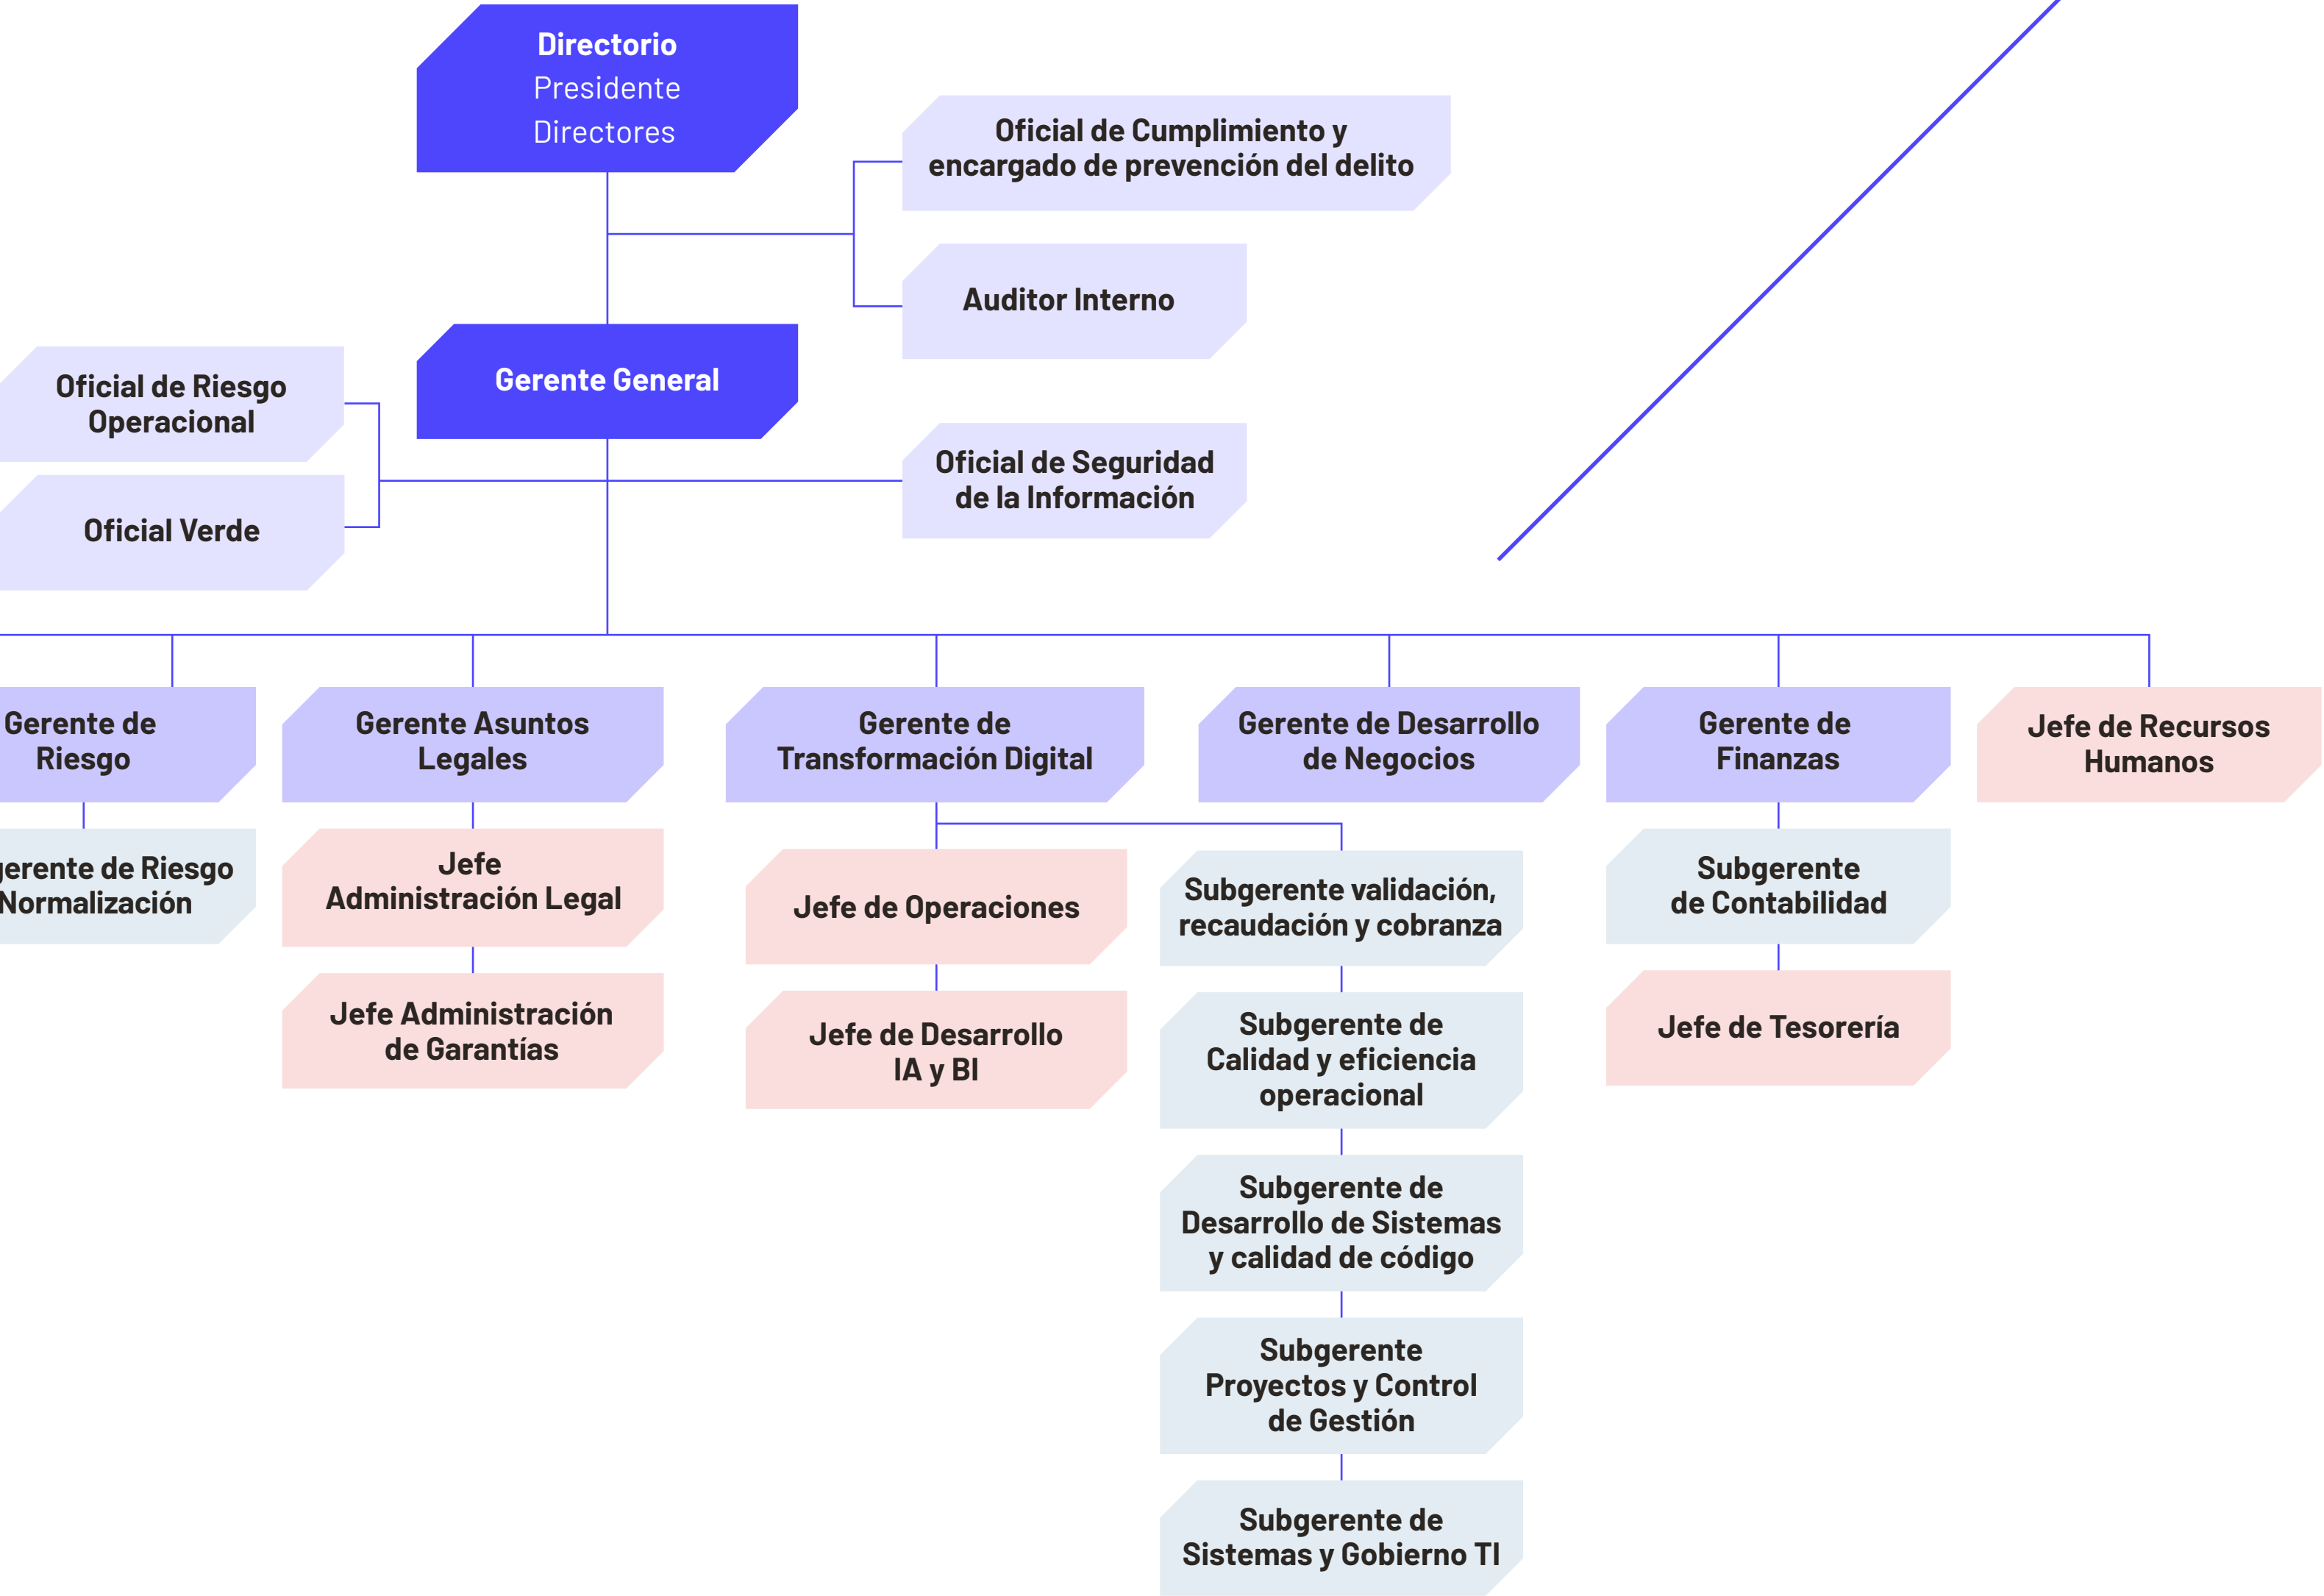 Directorio
Presidente
Directores
Oficial de Cumplimiento y
encargado de prevención del delito
Auditor Interno
Gerente General
Oficial de Riesgo
Operacional
Oficial Verde
Oficial de Seguridad
de la Información
Gerente de
Riesgo
Gerente Asuntos
Legales
Gerente de
Transformación Digital
Gerente de Desarrollo
de Negocios
Gerente de
Finanzas
Jefe de Recursos
Humanos
de Riesgo
Normalización
Jefe
Administración Legal
Jefe Administración
de Garantías
Jefe de Operaciones
Jefe de Desarrollo
IA y BI
Subgerente validación,
recaudación y cobranza
Subgerente de
Calidad y eficiencia
operacional
Subgerente de
Desarrollo de Sistemas
y calidad de código
Subgerente
Proyectos y Control
de Gestión
Subgerente de
Sistemas y Gobierno TI
Subgerente
de Contabilidad
Jefe de Tesorería